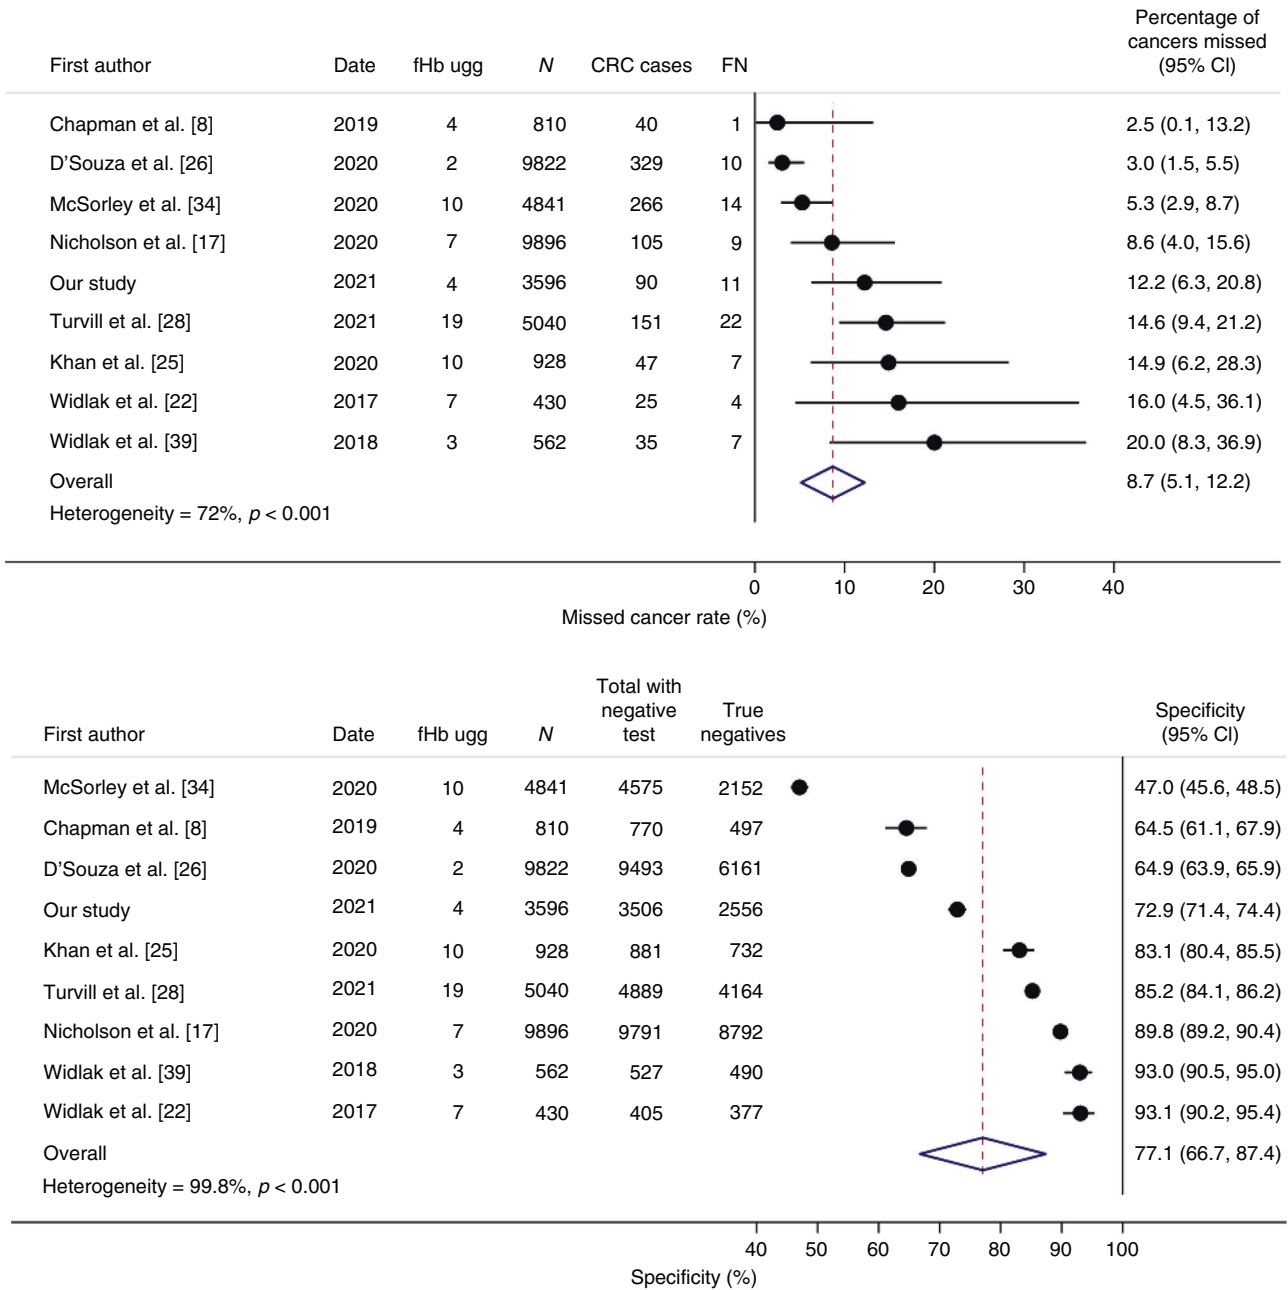 Percentage of
cancers missed
First author Date fHb ugg N CRC cases FN (95% CI)
Chapman et al. [8] 2019 4 810 40 1 2.5 (0.1, 13.2)
D'Souza et al. [26] 2020 2 9822 329 10 3.0 (1.5, 5.5)
McSorley et al. [34] 2020 10 4841 266 14 5.3 (2.9, 8.7)
Nicholson et al. [17] 2020 7 9896 105 9 8.6 (4.0, 15.6)
Our study 2021 4 3596 90 11 12.2 (6.3, 20.8)
Turvill et al. [28] 2021 19 5040 151 22 14.6 (9.4, 21.2)
Khan et al. [25] 2020 10 928 47 7 14.9 (6.2, 28.3)
Widlak et al. [22] 2017 7 430 25 4 16.0 (4.5, 36.1)
Widlak et al. [39] 2018 3 562 35 7 20.0 (8.3, 36.9)
Overall 8.7 (5.1, 12.2)
Heterogeneity = 72%, p < 0.001
0 10 20 30 40
Missed cancer rate (%)
Total with
negative True Specificity
First author Date fHb ugg N test negatives (95% CI)
McSorley et al. [34] 2020 10 4841 4575 2152 47.0 (45.6, 48.5)
Chapman et al. [8] 2019 4 810 770 497 64.5 (61.1, 67.9)
D'Souza et al. [26] 2020 2 9822 9493 6161 64.9 (63.9, 65.9)
Our study 2021 4 3596 3506 2556 72.9 (71.4, 74.4)
Khan et al. [25] 2020 10 928 881 732 83.1 (80.4, 85.5)
Turvill et al. [28] 2021 19 5040 4889 4164 85.2 (84.1, 86.2)
Nicholson et al. [17] 2020 7 9896 9791 8792 89.8 (89.2, 90.4)
Widlak et al. [39] 2018 3 562 527 490 93.0 (90.5, 95.0)
Widlak et al. [22] 2017 7 430 405 377 93.1 (90.2, 95.4)
Overall 77.1 (66.7, 87.4)
Heterogeneity = 99.8%, p < 0.001
40 50 60 70 80 90 100
Specificity (%)